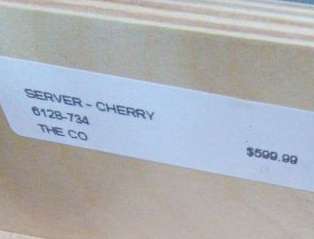 SERVER - CHERRY
6128-734
THE CO
$599.99